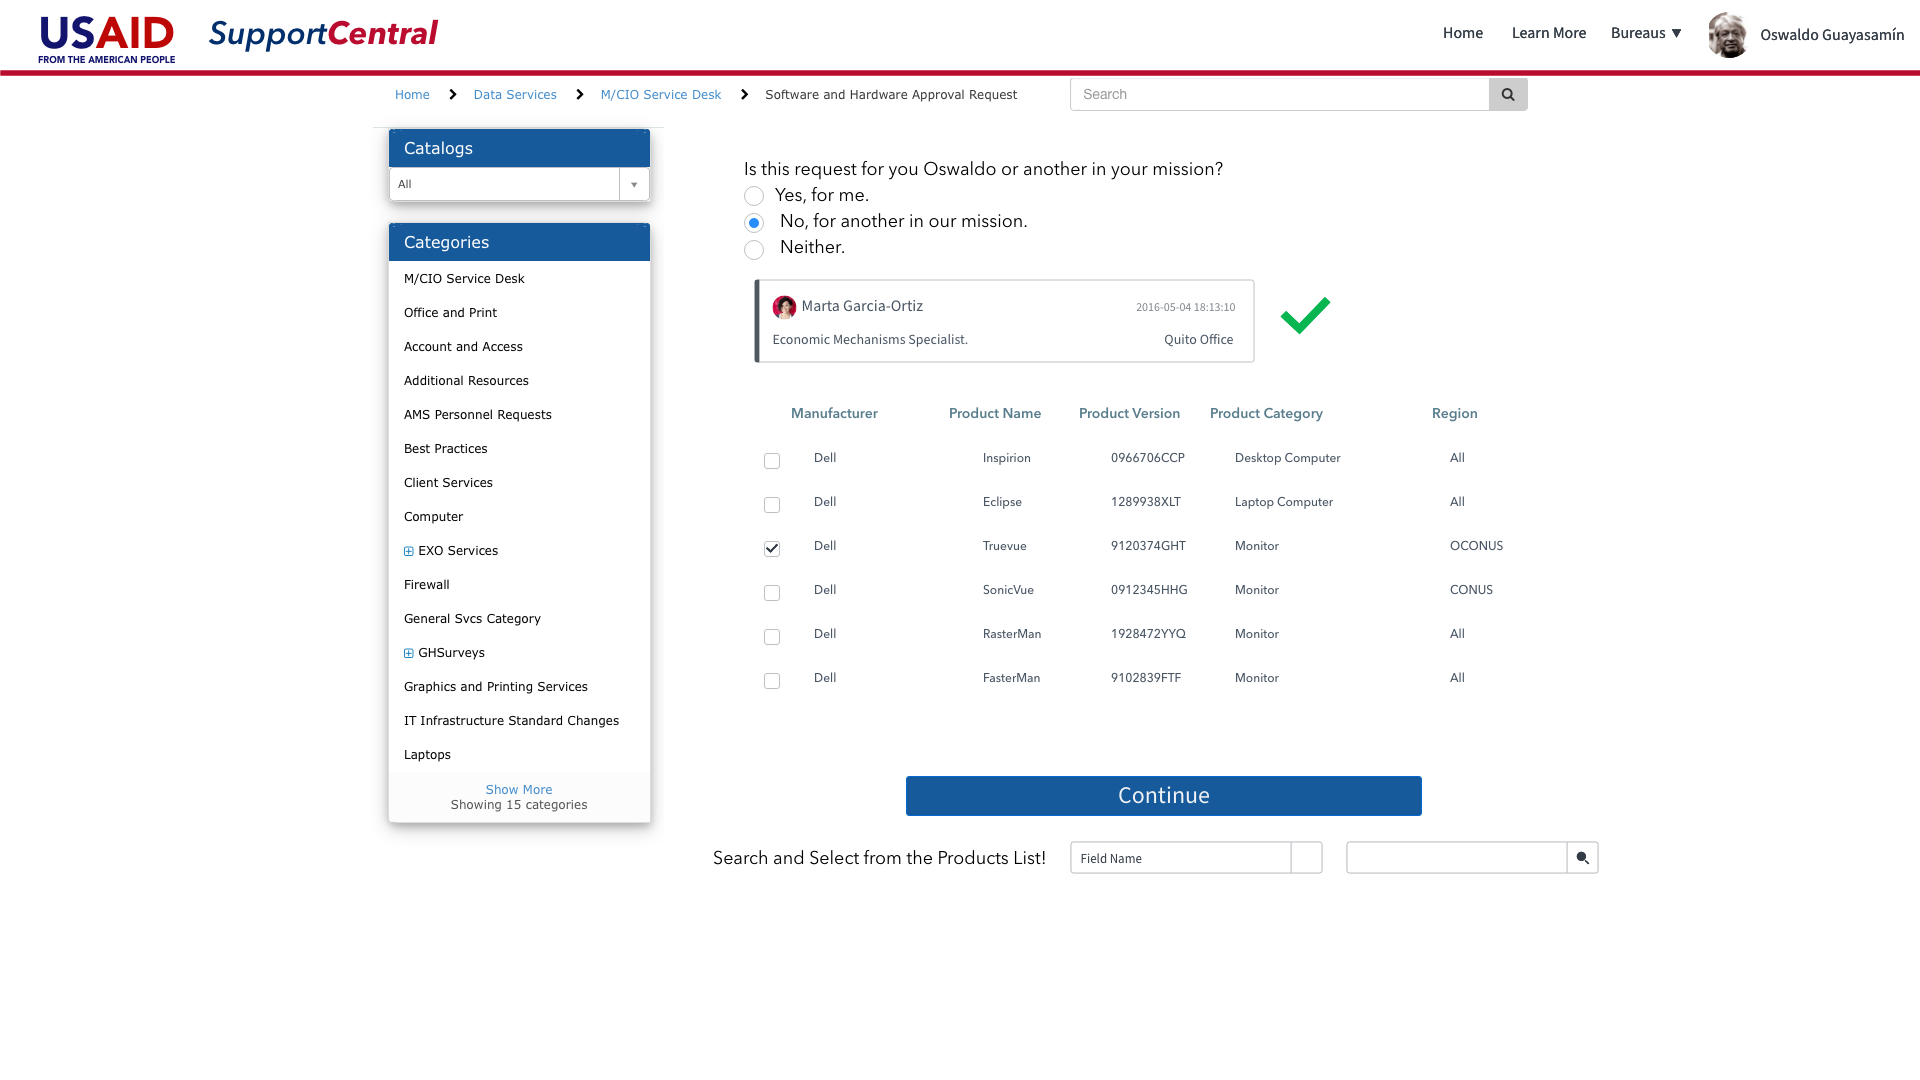 USAID
FROM THE AMERICAN PEOPLE
SupportCentral
Home Learn More Bureaus ▼ Oswaldo Guayasamín
Home Data Services M/CIO Service Desk Software and Hardware Approval Request
Search
Catalogs
All
Categories
M/CIO Service Desk
Office and Print
Account and Access
Additional Resources
AMS Personnel Requests
Best Practices
Client Services
Computer
EXO Services
Firewall
General Svcs Category
GHSurveys
Graphics and Printing Services
IT Infrastructure Standard Changes
Laptops
Show More
Showing 15 categories
Is this request for you Oswaldo or another in your mission?
Yes, for me.
No, for another in our mission.
Neither.
Marta Garcia-Ortiz 2016-05-04 18:13:10
Economic Mechanisms Specialist. Quito Office
Manufacturer Product Name Product Version Product Category Region
Dell Inspirion 0966706CCP Desktop Computer All
Dell Eclipse 1289938XLT Laptop Computer All
Dell Truevue 9120374GHT Monitor OCONUS
Dell SonicVue 0912345HHG Monitor CONUS
Dell RasterMan 1928472YYQ Monitor All
Dell FasterMan 9102839FTF Monitor All
Continue
Search and Select from the Products List! Field Name